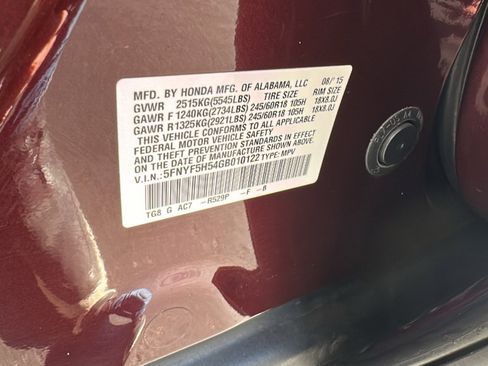 MFD. BY HONDA MFG. OF ALABAMA, LLC 08/'15
GVWR 2515KG(5545LBS) TIRE SIZE RIM SIZE
GAWR F 1240KG(2734LBS) 245/60R18 105H 18X8.0J
GAWR R 1325KG(2921LBS) 245/60R18 105H 18X8.0J
THIS VEHICLE CONFORMS TO ALL APPLICABLE
FEDERAL MOTOR VEHICLE SAFETY AND
THEFT PREVENTION STANDARDS IN EFFECT ON
THE DATE OF MANUFACTURE SHOWN ABOVE.
V.I.N.: 5FNYF5H54GB010122 TYPE: MPV
TG8 G AC7 -R529P -F -B